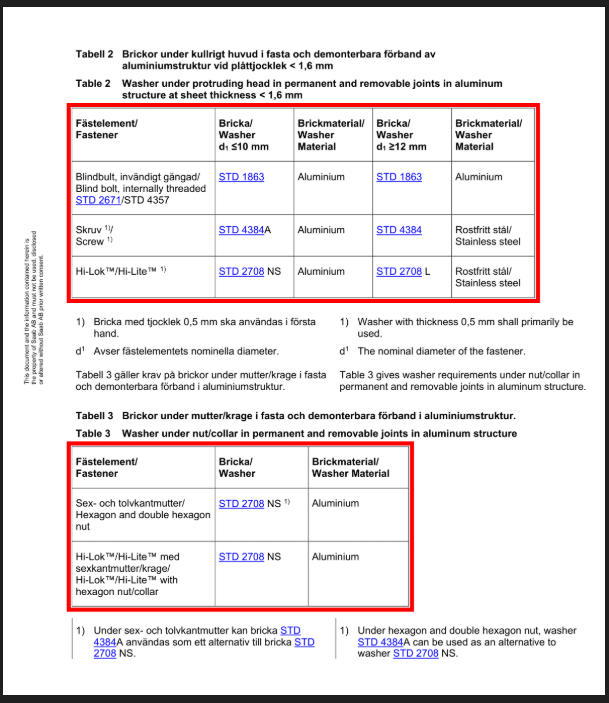 Tabell 2 Brickor under kullrigt huvud i fasta och demonterbara förband av
aluminiumstruktur vid plåttjocklek < 1,6 mm
Table 2 Washer under protruding head in permanent and removable joints in aluminum
structure at sheet thickness < 1,6 mm
Fästelement/
Fastener
Bricka/
Washer
d₁ ≤10 mm
Brickmaterial/
Washer
Material
Bricka/
Washer
d₁ ≥12 mm
Brickmaterial/
Washer
Material
Blindbult, invändigt gängad/
Blind bolt, internally threaded
STD 2671/STD 4357
STD 1863
Aluminium
STD 1863
Aluminium
Skruv ¹⁾/
Screw ¹⁾
STD 4384A
Aluminium
STD 4384
Rostfritt stål/
Stainless steel
Hi-Lok™/Hi-Lite™ ¹⁾
STD 2708 NS
Aluminium
STD 2708 L
Rostfritt stål/
Stainless steel
1) Bricka med tjocklek 0,5 mm ska användas i första
hand.
d¹ Avser fästelementets nominella diameter.
Tabell 3 gäller krav på brickor under mutter/krage i fasta
och demonterbara förband i aluminiumstruktur.
1) Washer with thickness 0,5 mm shall primarily be
used.
d¹ The nominal diameter of the fastener.
Table 3 gives washer requirements under nut/collar in
permanent and removable joints in aluminum structure.
Tabell 3 Brickor under mutter/krage i fasta och demonterbara förband i aluminiumstruktur.
Table 3 Washer under nut/collar in permanent and removable joints in aluminum structure
Fästelement/
Fastener
Bricka/
Washer
Brickmaterial/
Washer Material
Sex- och tolvkantmutter/
Hexagon and double hexagon
nut
STD 2708 NS ¹⁾
Aluminium
Hi-Lok™/Hi-Lite™ med
sexkantmutter/krage/
Hi-Lok™/Hi-Lite™ with
hexagon nut/collar
STD 2708 NS
Aluminium
1) Under sex- och tolvkantmutter kan bricka STD
4384A användas som ett alternativ till bricka STD
2708 NS.
1) Under hexagon and double hexagon nut, washer
STD 4384A can be used as an alternative to
washer STD 2708 NS.
This document and the information contained herein is
the property of Saab AB and must not be used, disclosed
or altered without Saab AB prior written consent.